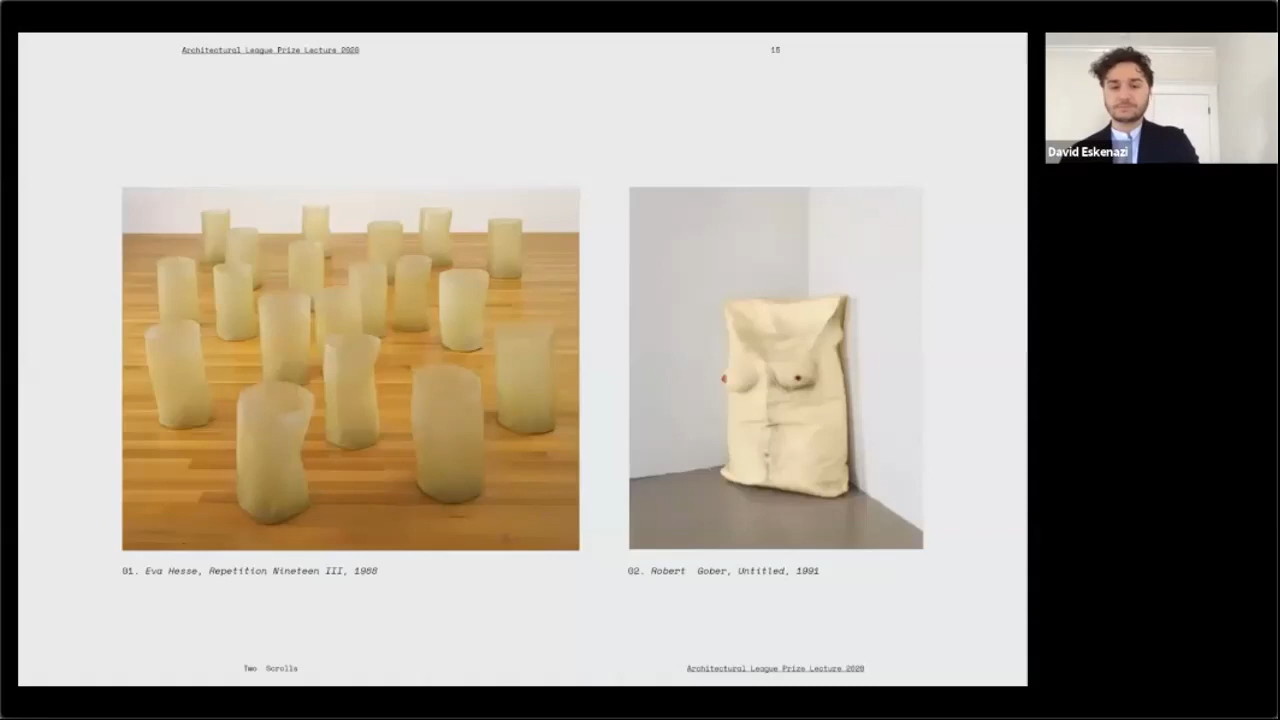 Architectural League Prize Lecture 2020
15
David Eskenazi
01. Eva Hesse, Repetition Nineteen III, 1968
02. Robert Gober, Untitled, 1991
Two Scrolls
Architectural League Prize Lecture 2020